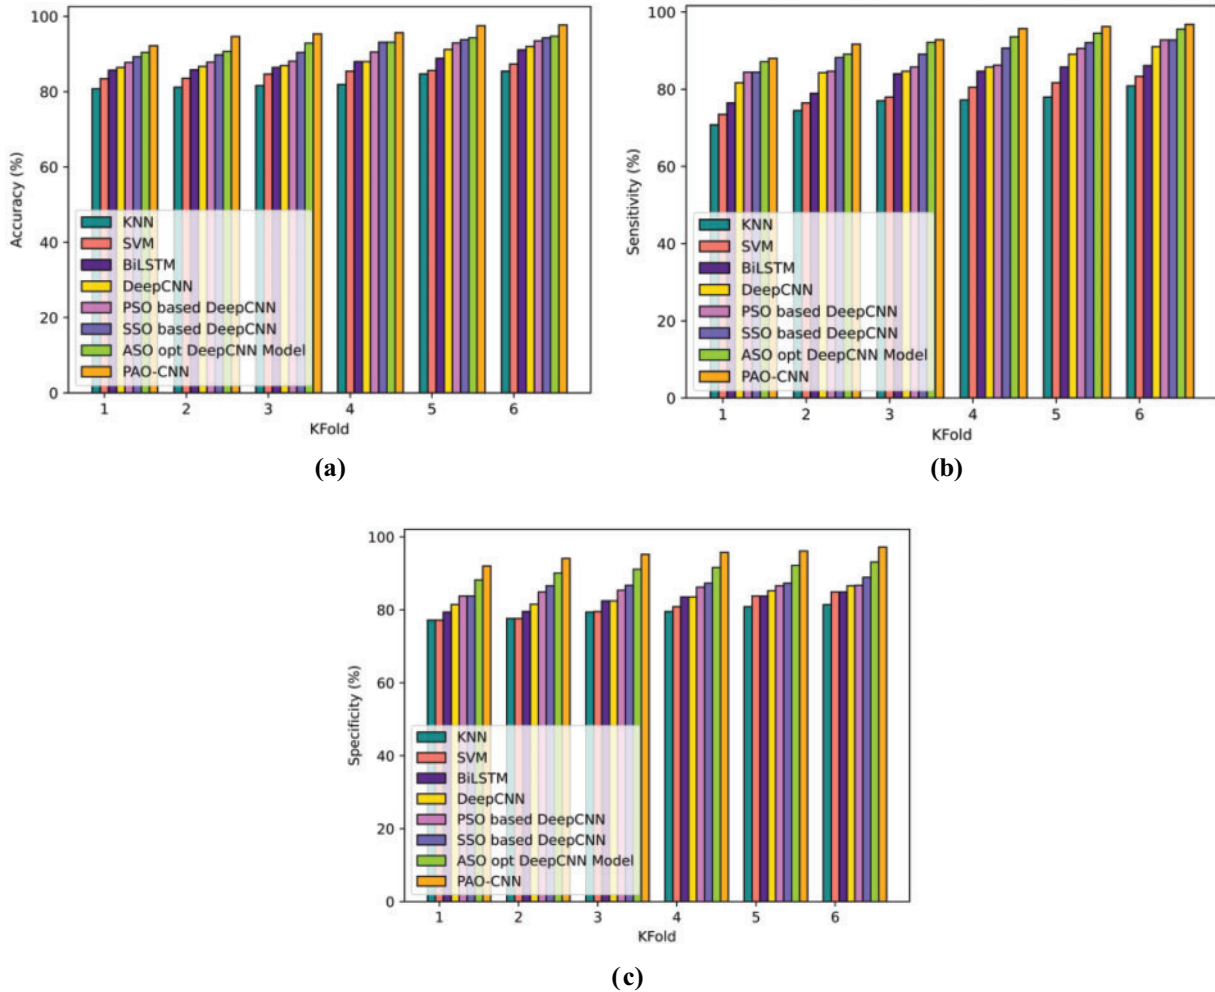 100
80
60
40
20
0
Accuracy (%)
KNN
SVM
BiLSTM
DeepCNN
PSO based DeepCNN
SSO based DeepCNN
ASO opt DeepCNN Model
PAO-CNN
1 2 3 4 5 6
KFold
(a)
100
80
60
40
20
0
Sensitivity (%)
KNN
SVM
BiLSTM
DeepCNN
PSO based DeepCNN
SSO based DeepCNN
ASO opt DeepCNN Model
PAO-CNN
1 2 3 4 5 6
KFold
(b)
100
80
60
40
20
0
Specificity (%)
KNN
SVM
BiLSTM
DeepCNN
PSO based DeepCNN
SSO based DeepCNN
ASO opt DeepCNN Model
PAO-CNN
1 2 3 4 5 6
KFold
(c)